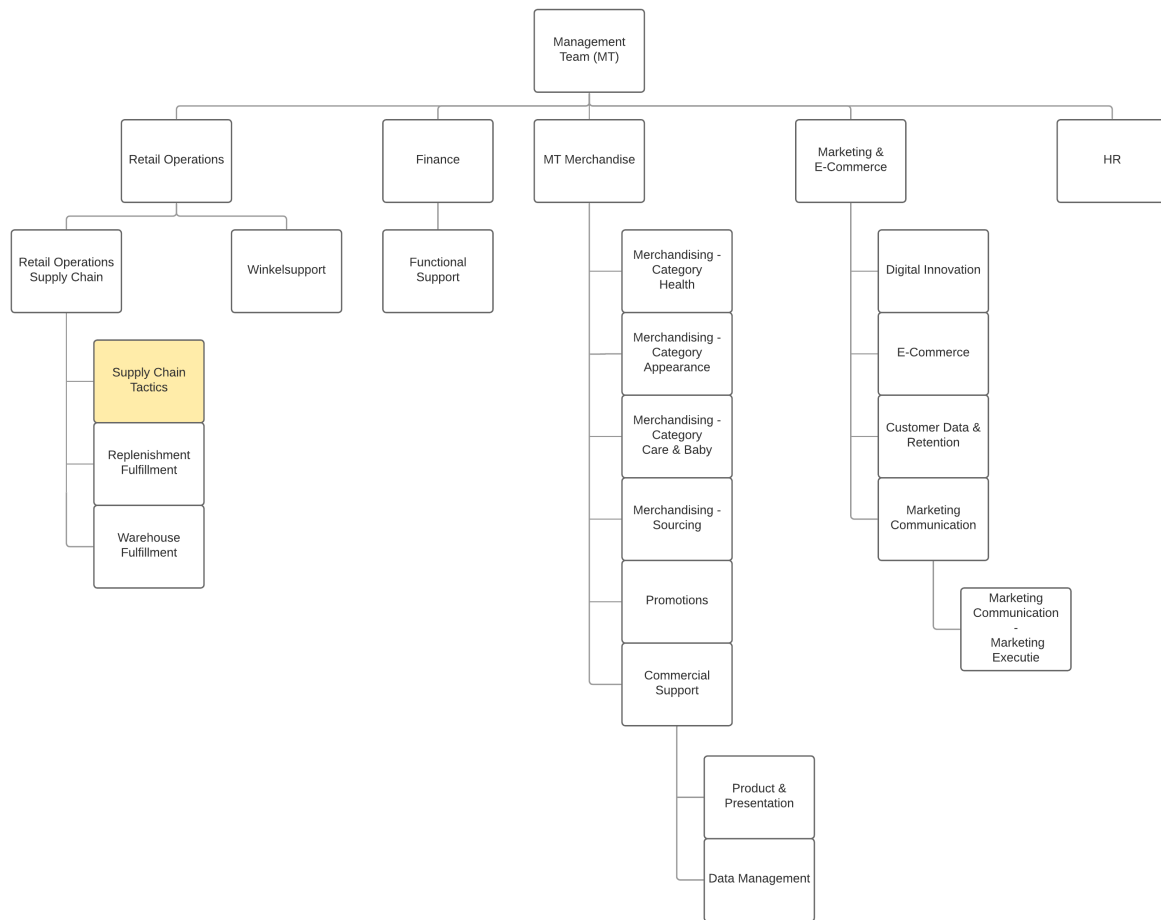 Management
Team (MT)
Retail Operations
Finance
MT Merchandise
Marketing &
E-Commerce
HR
Retail Operations
Supply Chain
Winkelsupport
Functional
Support
Merchandising -
Category
Health
Digital Innovation
Supply Chain
Tactics
Merchandising -
Category
Appearance
E-Commerce
Replenishment
Fulfillment
Merchandising -
Category
Care & Baby
Customer Data &
Retention
Warehouse
Fulfillment
Merchandising -
Sourcing
Marketing
Communication
Promotions
Marketing
Communication
-
Marketing
Executie
Commercial
Support
Product &
Presentation
Data Management